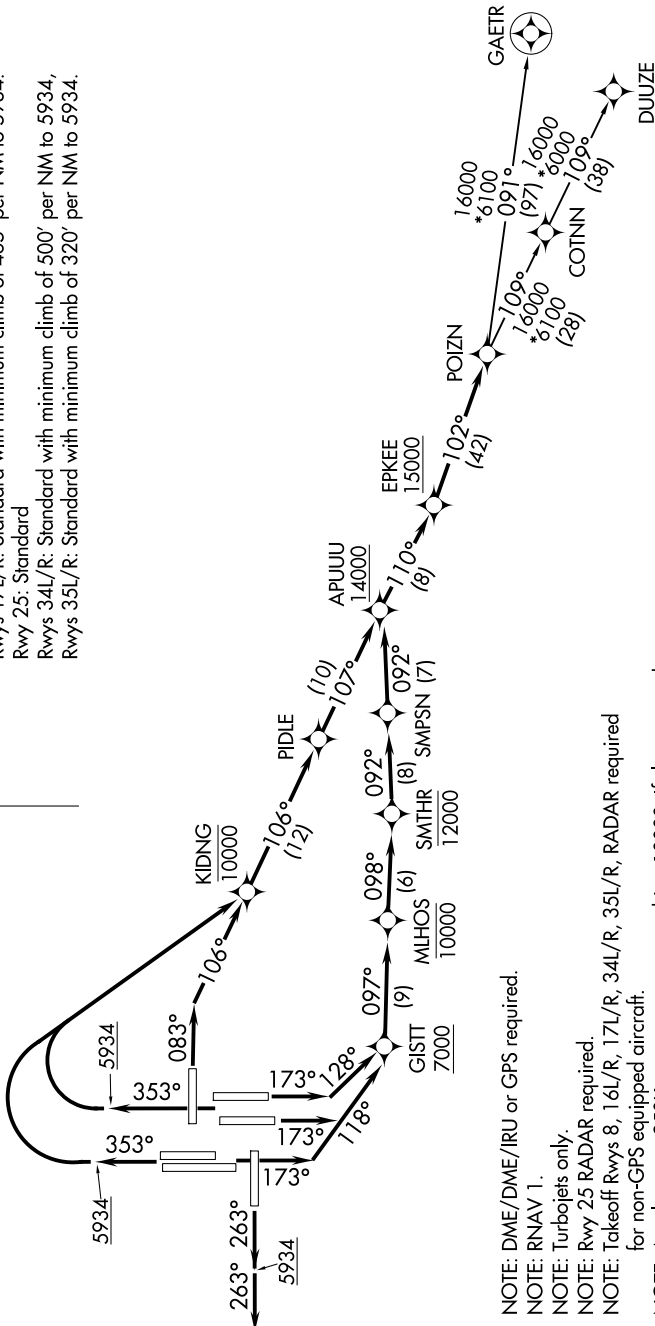 Rwy 25: Standard
Rwys 34L/R: Standard with minimum climb of 500' per NM to 5934,
Rwys 35L/R: Standard with minimum climb of 320' per NM to 5934.
GAETR
DUUZE
16000
*6100
091°
(97)
16000
*6000
109°
(38)
COTNN
109°
16000
*6100
(28)
POIZN
102°
(42)
EPKEE
15000
110°
(8)
APUUU
14000
(10)
107°
PIDLE
106°
(12)
KIDNG
10000
106°
083°
092°
(7)
SMPSN
092°
(8)
SMTHR
12000
098°
(6)
MLHOS
10000
097°
(9)
GISTT
7000
128°
118°
173°
173°
173°
353°
5934
353°
5934
263°
263°
5934
NOTE: DME/DME/IRU or GPS required.
NOTE: RNAV 1.
NOTE: Turbojets only.
NOTE: Rwy 25 RADAR required.
NOTE: Takeoff Rwys 8, 16L/R, 17L/R, 34L/R, 35L/R, RADAR required
for non-GPS equipped aircraft.